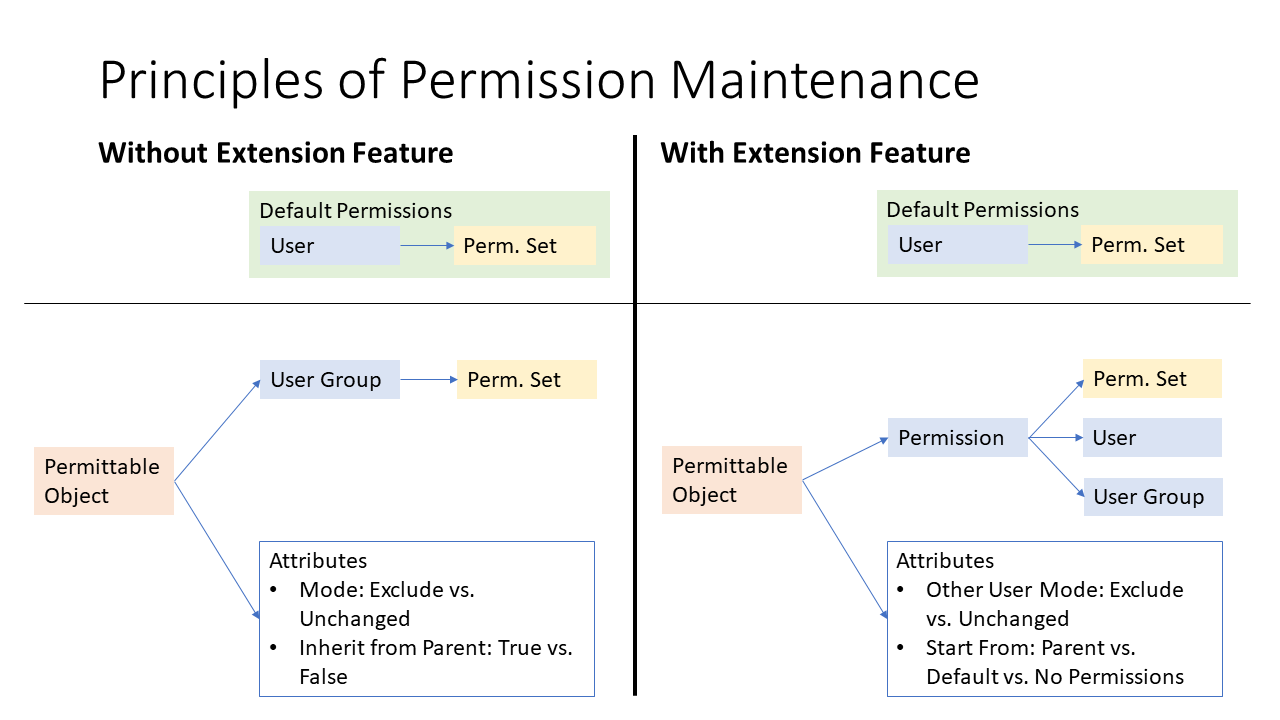 Principles of Permission Maintenance
Without Extension Feature
Default Permissions
User
Perm. Set
User Group
Perm. Set
Permittable
Object
Attributes
• Mode: Exclude vs.
Unchanged
• Inherit from Parent: True vs.
False
With Extension Feature
Default Permissions
User
Perm. Set
Perm. Set
Permission
User
User Group
Permittable
Object
Attributes
• Other User Mode: Exclude
vs. Unchanged
• Start From: Parent vs.
Default vs. No Permissions